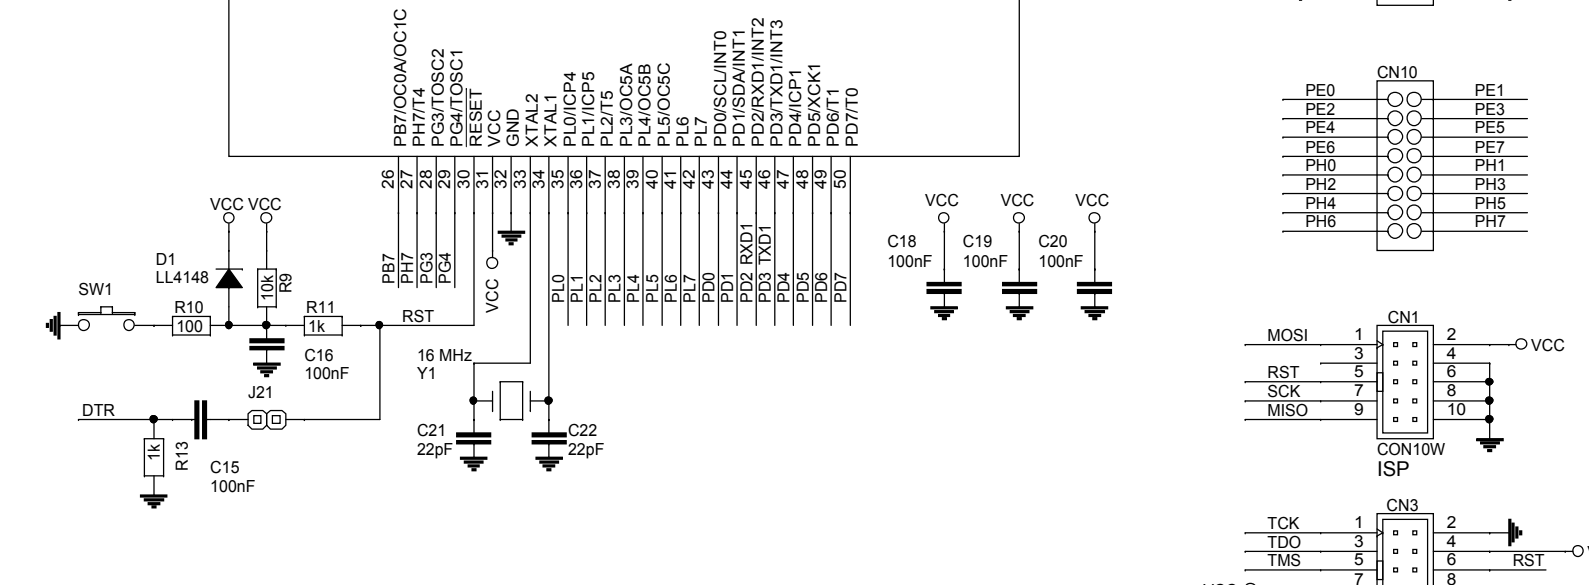 PB7/OC0A/OC1C
PH7/T4
PG3/TOSC2
PG4/TOSC1
RESET
VCC
GND
XTAL2
XTAL1
PL0/ICP4
PL1/ICP5
PL2/T5
PL3/OC5A
PL4/OC5B
PL5/OC5C
PL6
PL7
PD0/SCL/INT0
PD1/SDA/INT1
PD2/RXD1/INT2
PD3/TXD1/INT3
PD4/ICP1
PD5/XCK1
PD6/T1
PD7/T0
26
27
28
29
30
31
32
33
34
35
36
37
38
39
40
41
42
43
44
45
46
47
48
49
50
PB7
PH7
PG3
PG4
VCC
PL0
PL1
PL2
PL3
PL4
PL5
PL6
PL7
PD0
PD1
PD2 RXD1
PD3 TXD1
PD4
PD5
PD6
PD7
VCC VCC
D1
LL4148
10k
R9
SW1
R10
100
R11
1k
RST
C16
100nF
J21
DTR
1k
R13
C15
100nF
16 MHz
Y1
C21
22pF
C22
22pF
VCC
C18
100nF
VCC
C19
100nF
VCC
C20
100nF
CN10
PE0 PE1
PE2 PE3
PE4 PE5
PE6 PE7
PH0 PH1
PH2 PH3
PH4 PH5
PH6 PH7
CN1
MOSI 1 2 VCC
3 4
RST 5 6
SCK 7 8
MISO 9 10
CON10W
ISP
CN3
TCK 1 2
TDO 3 4
TMS 5 6 RST
7 8